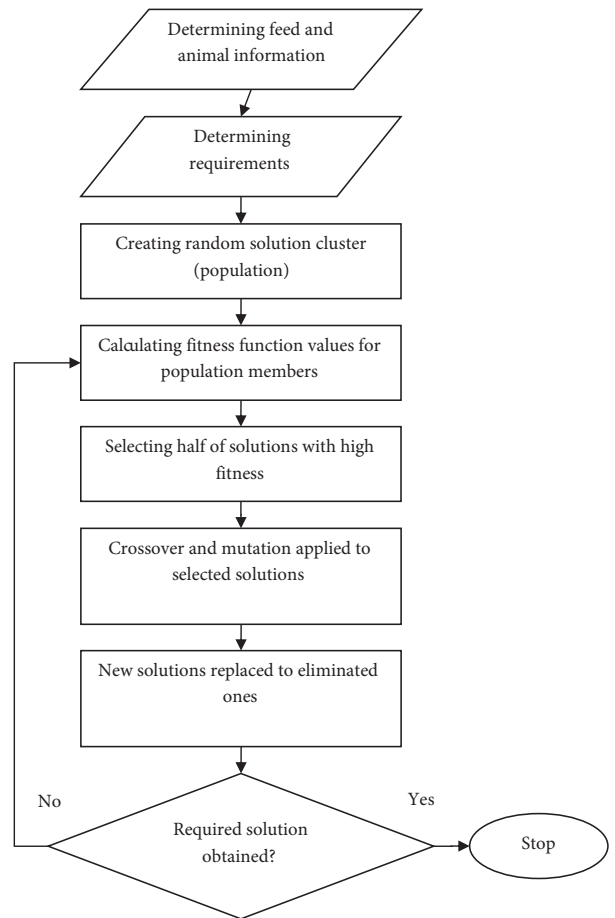 Determining feed and
animal information
Determining
requirements
Creating random solution cluster
(population)
Calculating fitness function values for
population members
Selecting half of solutions with high
fitness
Crossover and mutation applied to
selected solutions
New solutions replaced to eliminated
ones
No
Yes
Required solution
obtained?
Stop